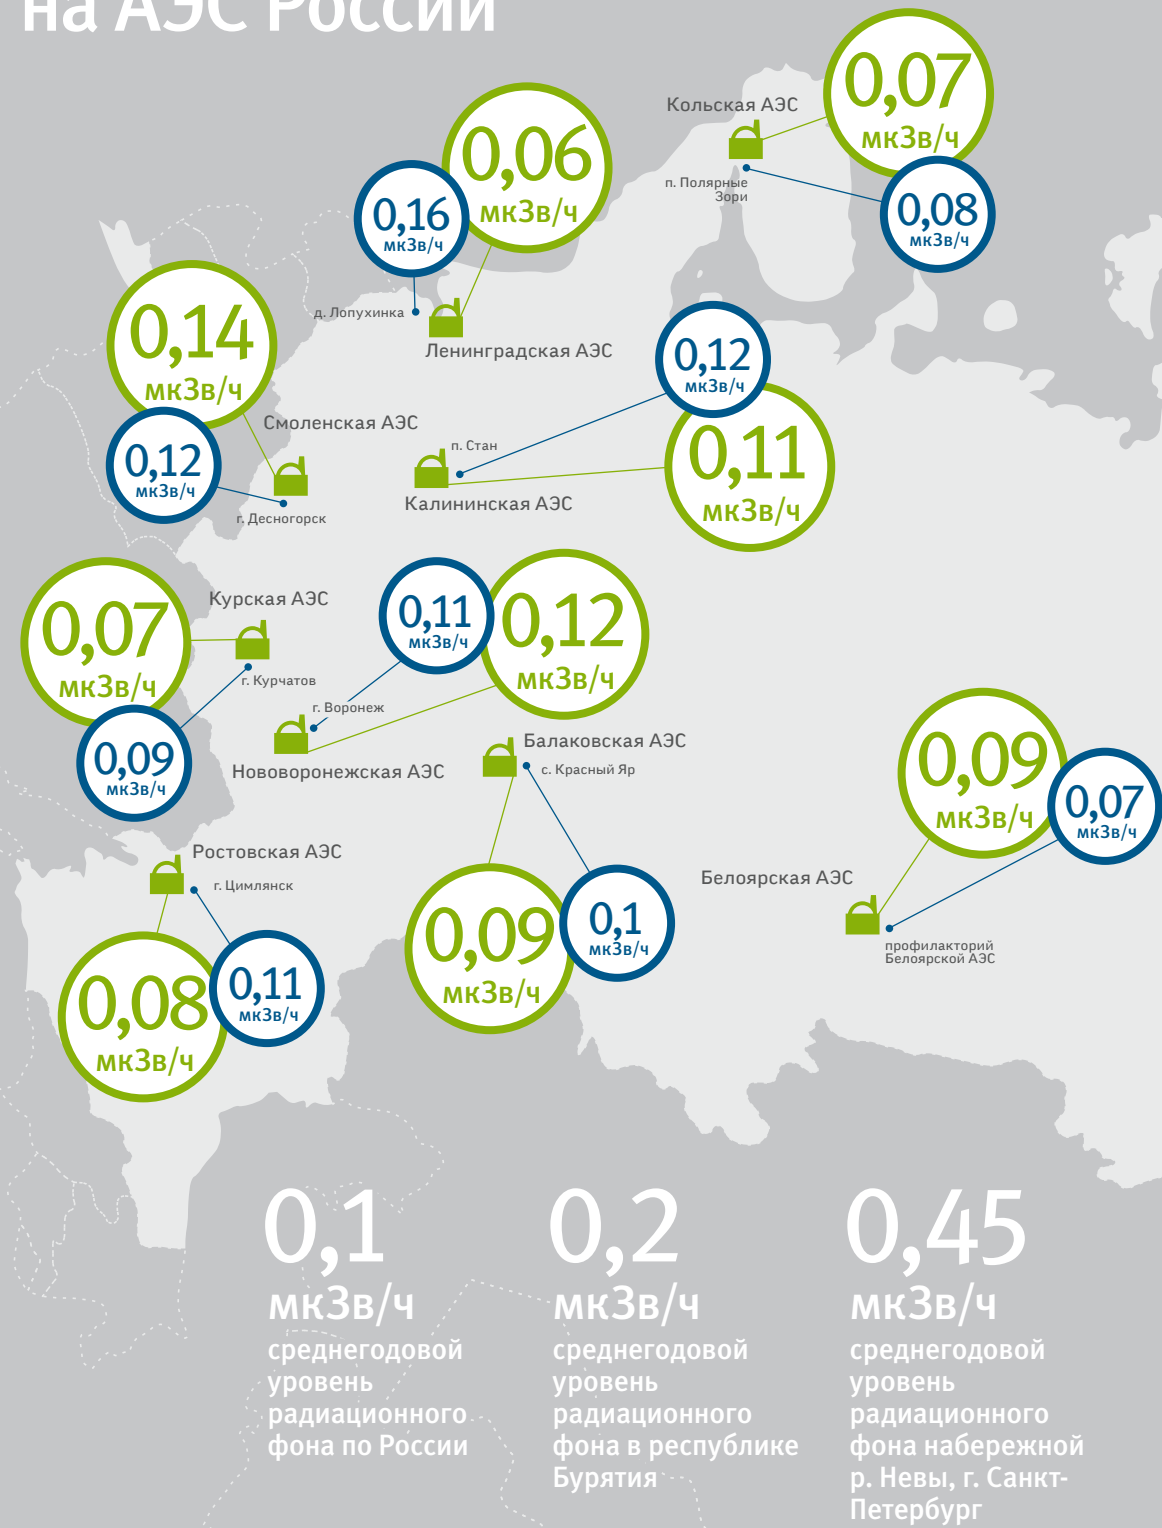 на АЭС России
Кольская АЭС
0,07
мкЗв/ч
п. Полярные
Зори
0,08
мкЗв/ч
0,06
мкЗв/ч
0,16
мкЗв/ч
д. Лопухинка
Ленинградская АЭС
0,14
мкЗв/ч
0,12
мкЗв/ч
Смоленская АЭС
г. Десногорск
0,12
мкЗв/ч
0,11
мкЗв/ч
п. Стан
Калининская АЭС
0,07
мкЗв/ч
Курская АЭС
г. Курчатов
0,09
мкЗв/ч
0,11
мкЗв/ч
0,12
мкЗв/ч
г. Воронеж
Нововоронежская АЭС
Балаковская АЭС
с. Красный Яр
0,09
мкЗв/ч
0,1
мкЗв/ч
0,09
мкЗв/ч
0,07
мкЗв/ч
Белоярская АЭС
профилакторий
Белоярской АЭС
Ростовская АЭС
г. Цимлянск
0,08
мкЗв/ч
0,11
мкЗв/ч
0,1
мкЗв/ч
среднегодовой
уровень
радиационного
фона по России
0,2
мкЗв/ч
среднегодовой
уровень
радиационного
фона в республике
Бурятия
0,45
мкЗв/ч
среднегодовой
уровень
радиационного
фона набережной
р. Невы, г. Санкт-
Петербург